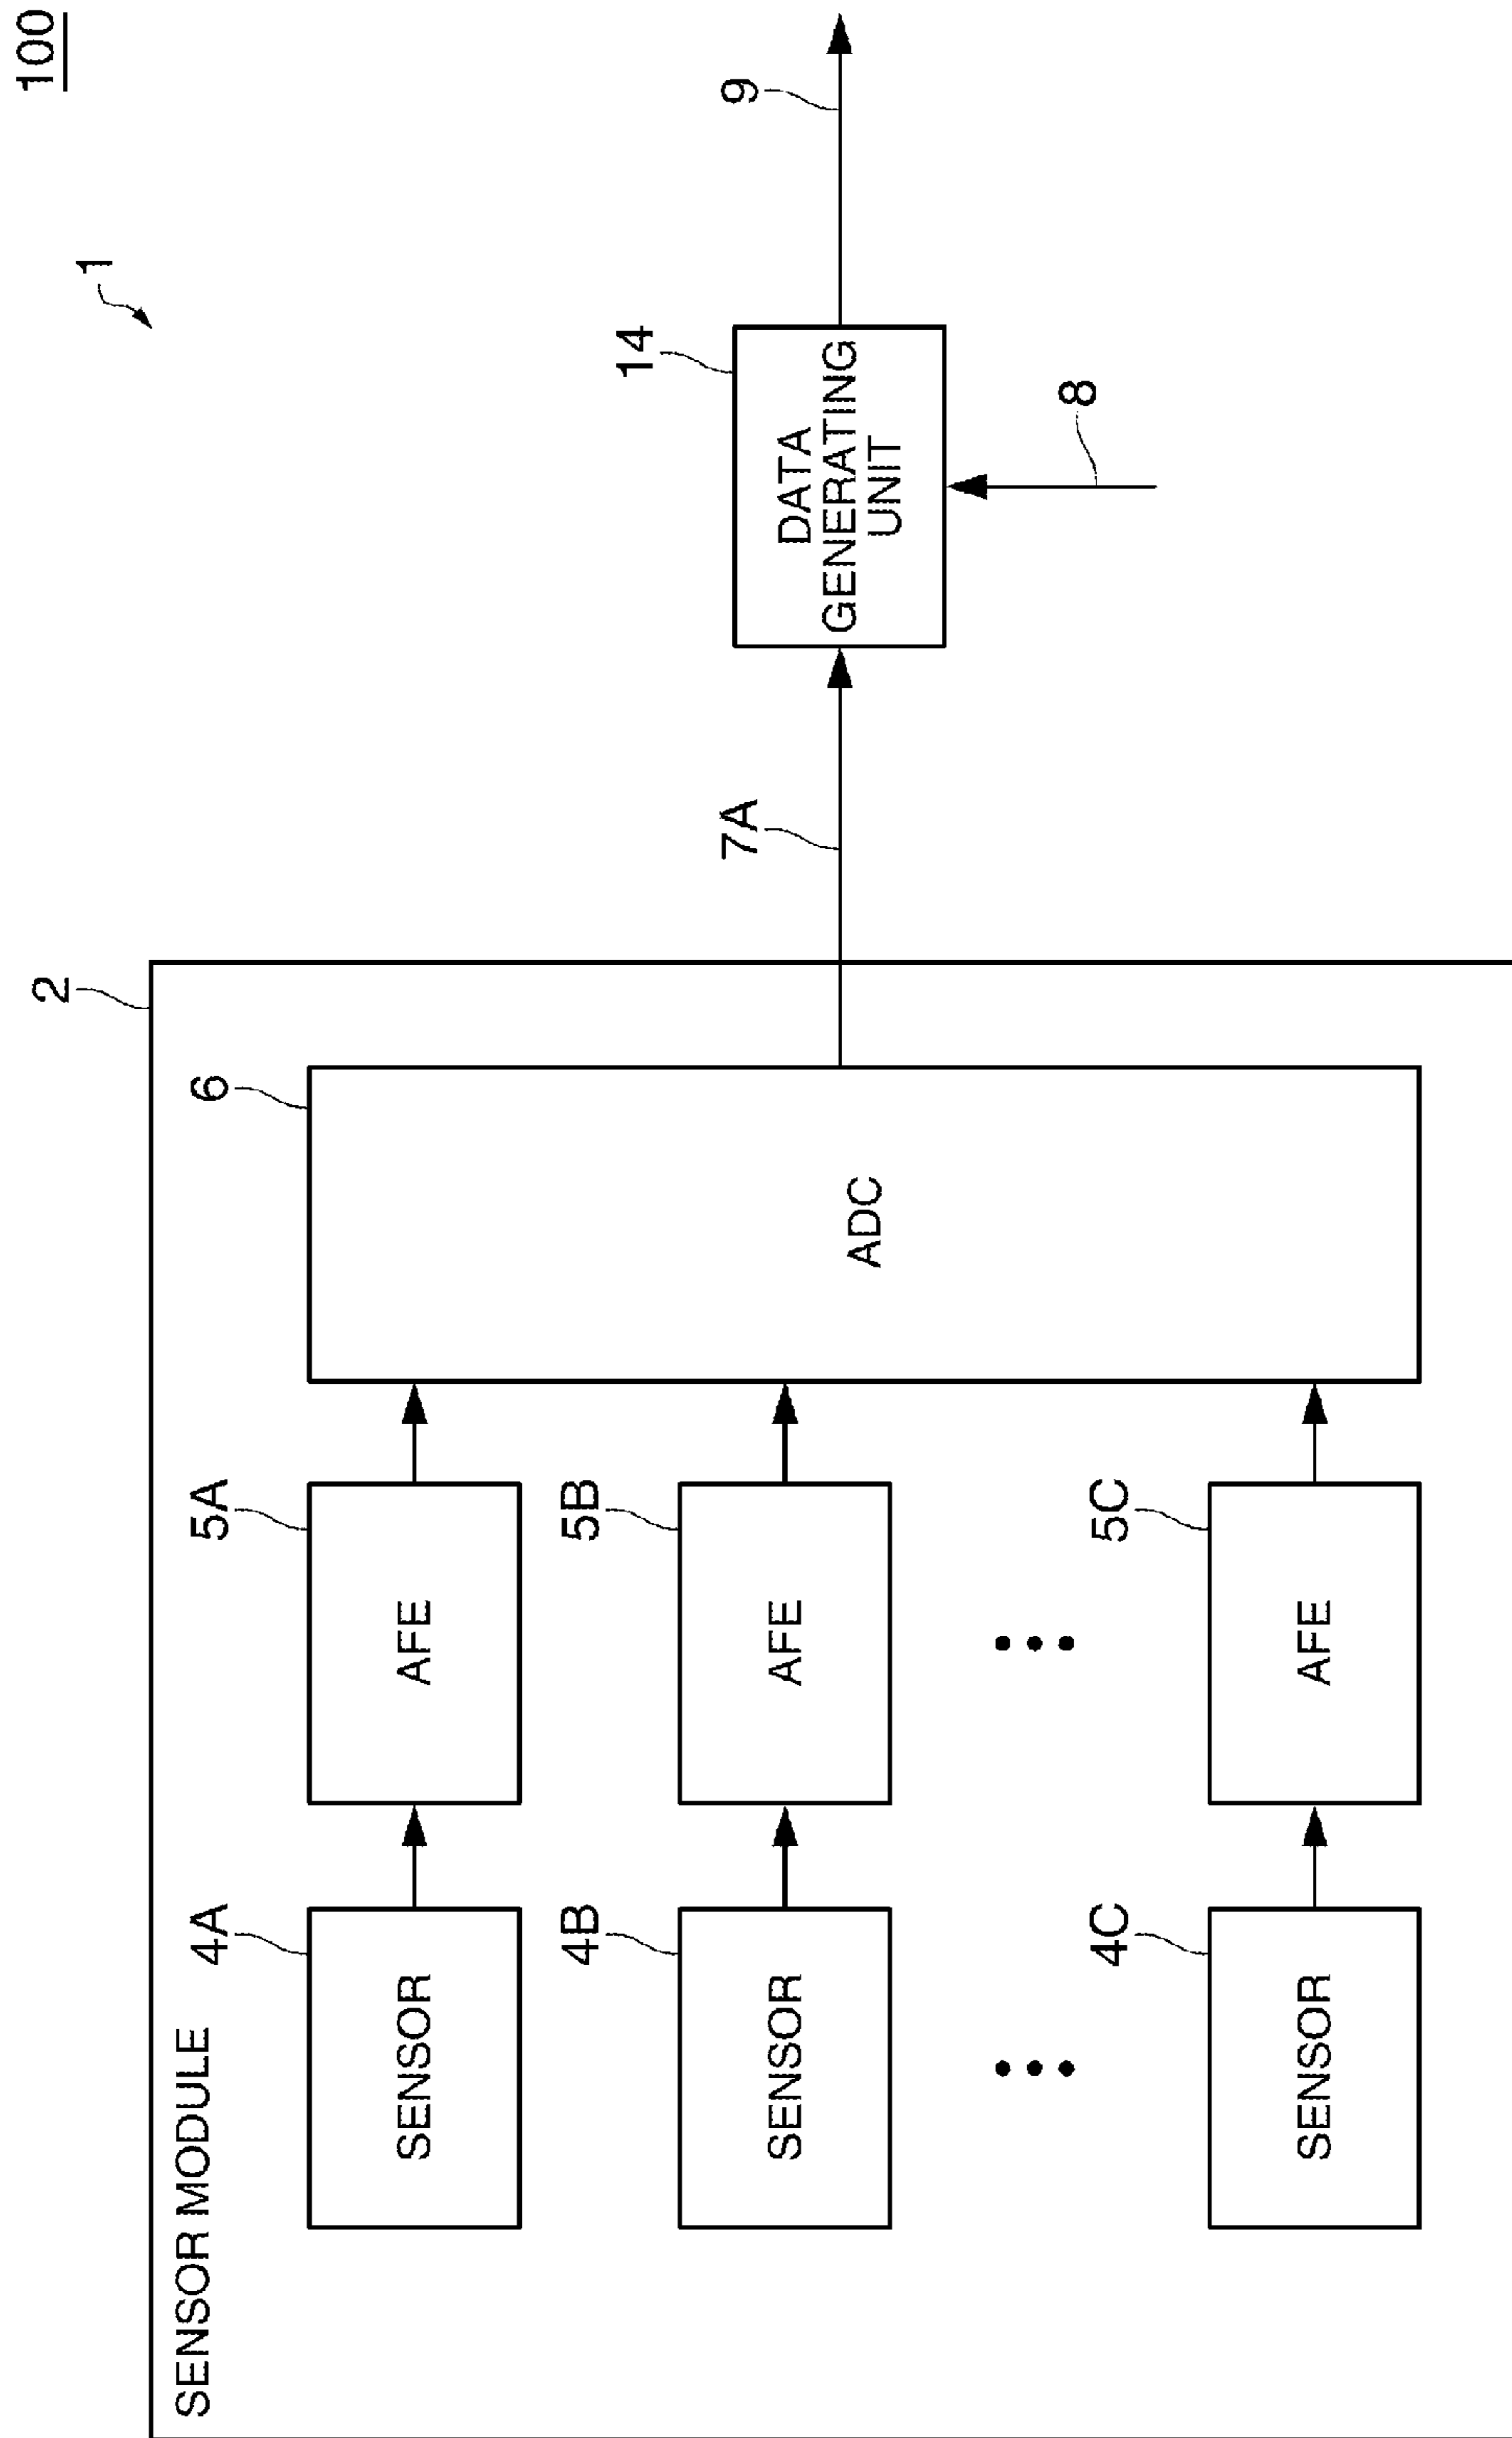 100
1
SENSOR MODULE
2
4A
SENSOR
5A
AFE
6
ADC
7A
14
DATA
GENERATING
UNIT
8
9
4B
SENSOR
5B
AFE
4C
SENSOR
5C
AFE